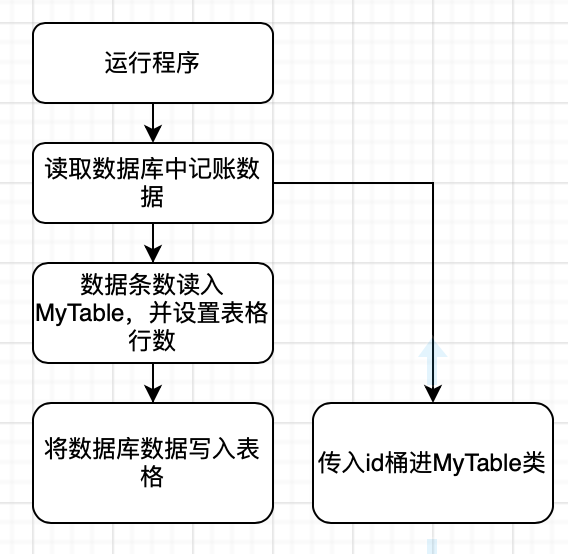 运行程序
读取数据库中记账数
据
数据条数读入
MyTable，并设置表格
行数
将数据库数据写入表
格
传入id桶进MyTable类